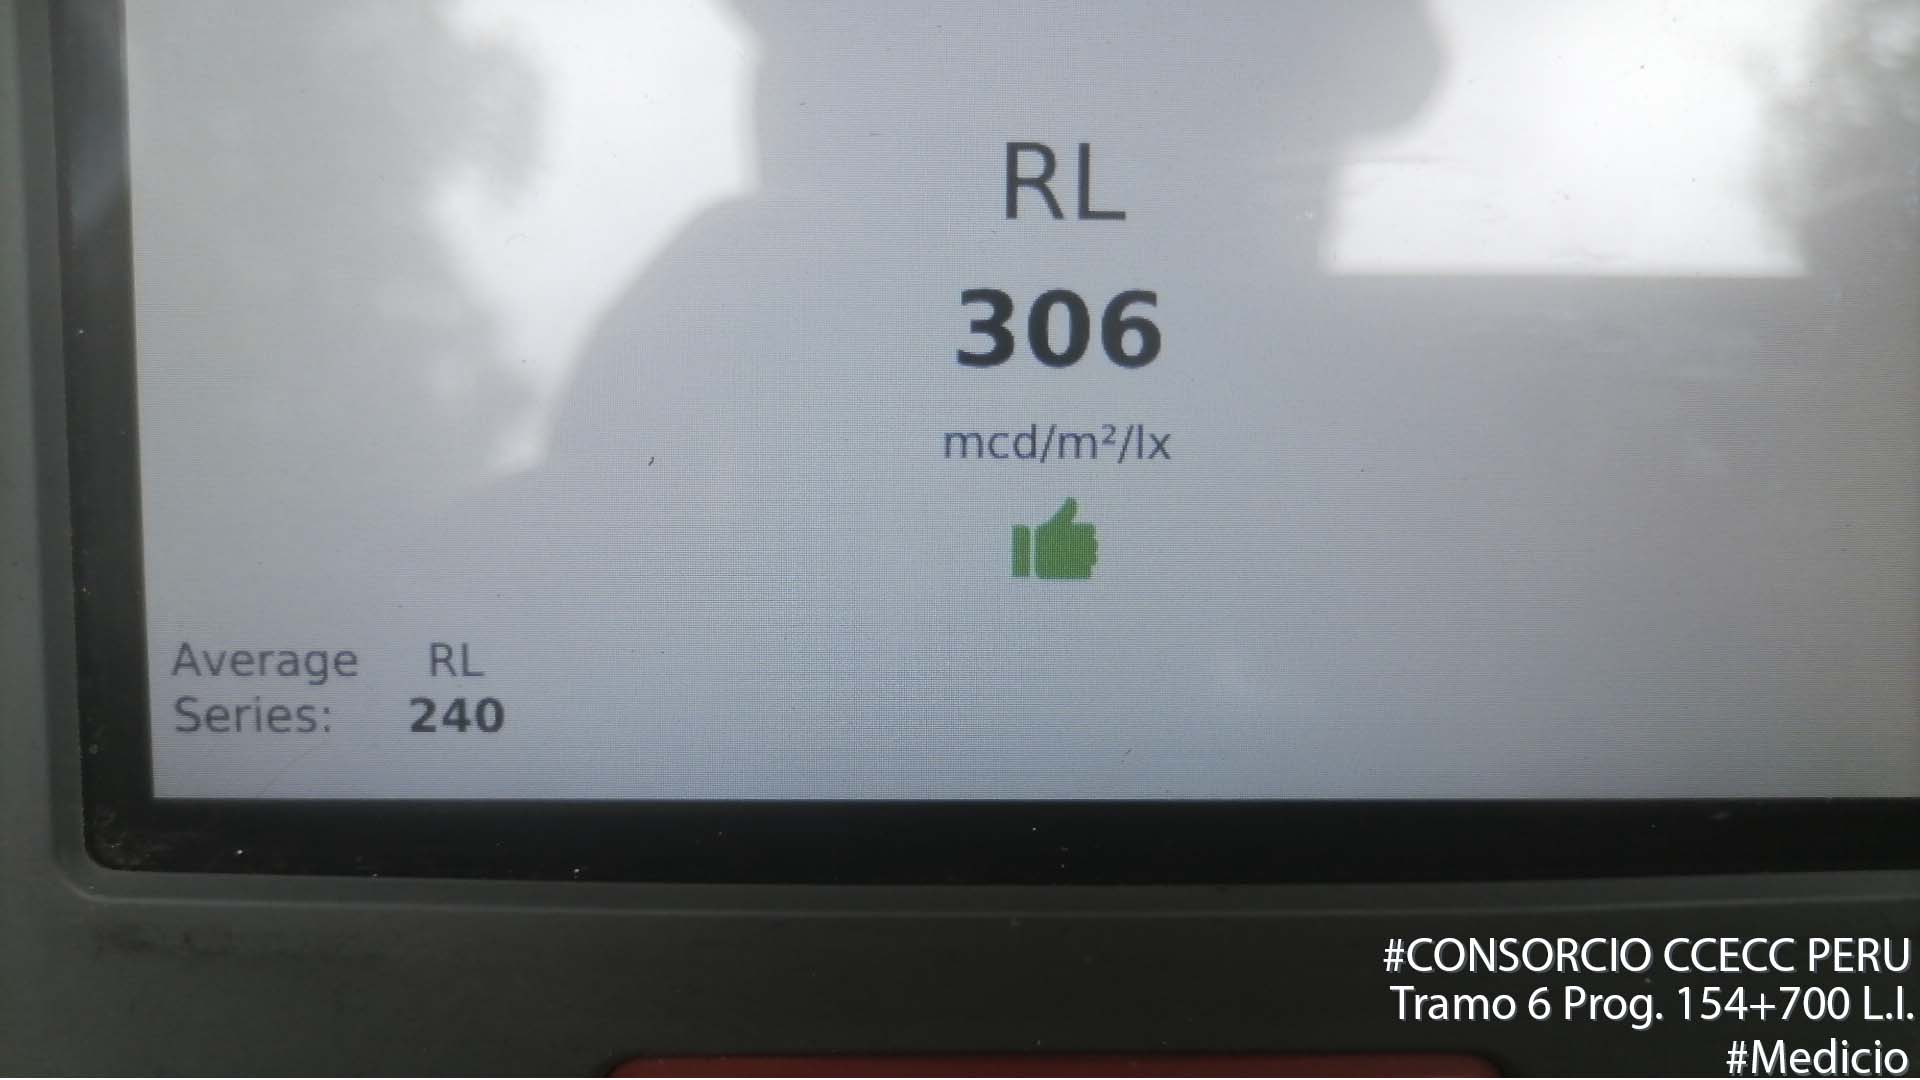 RL
306
mcd/m²/lx
Average RL
Series: 240
#CONSORCIO CCECC PERU
Tramo 6 Prog. 154+700 L.I.
#Medicio